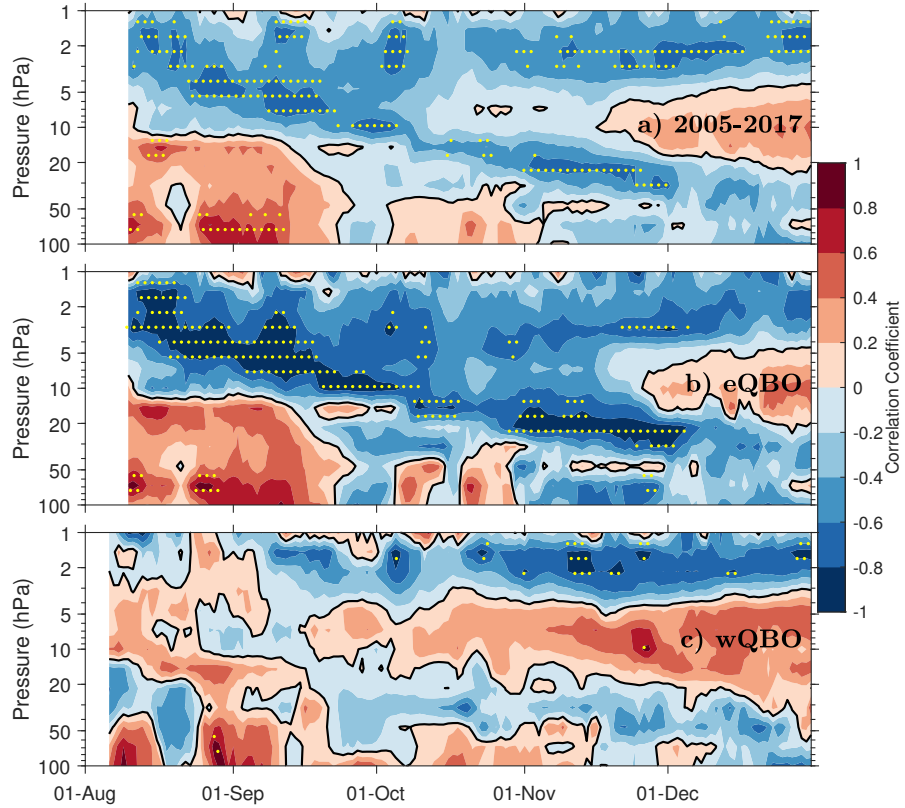 1
2
5
10
20
50
100
Pressure (hPa)
a) 2005-2017
1
2
5
10
20
50
100
Pressure (hPa)
b) eQBO
1
2
5
10
20
50
100
Pressure (hPa)
c) wQBO
01-Aug
01-Sep
01-Oct
01-Nov
01-Dec
1
0.8
0.6
0.4
0.2
0
-0.2
-0.4
-0.6
-0.8
-1
Correlation Coefficient